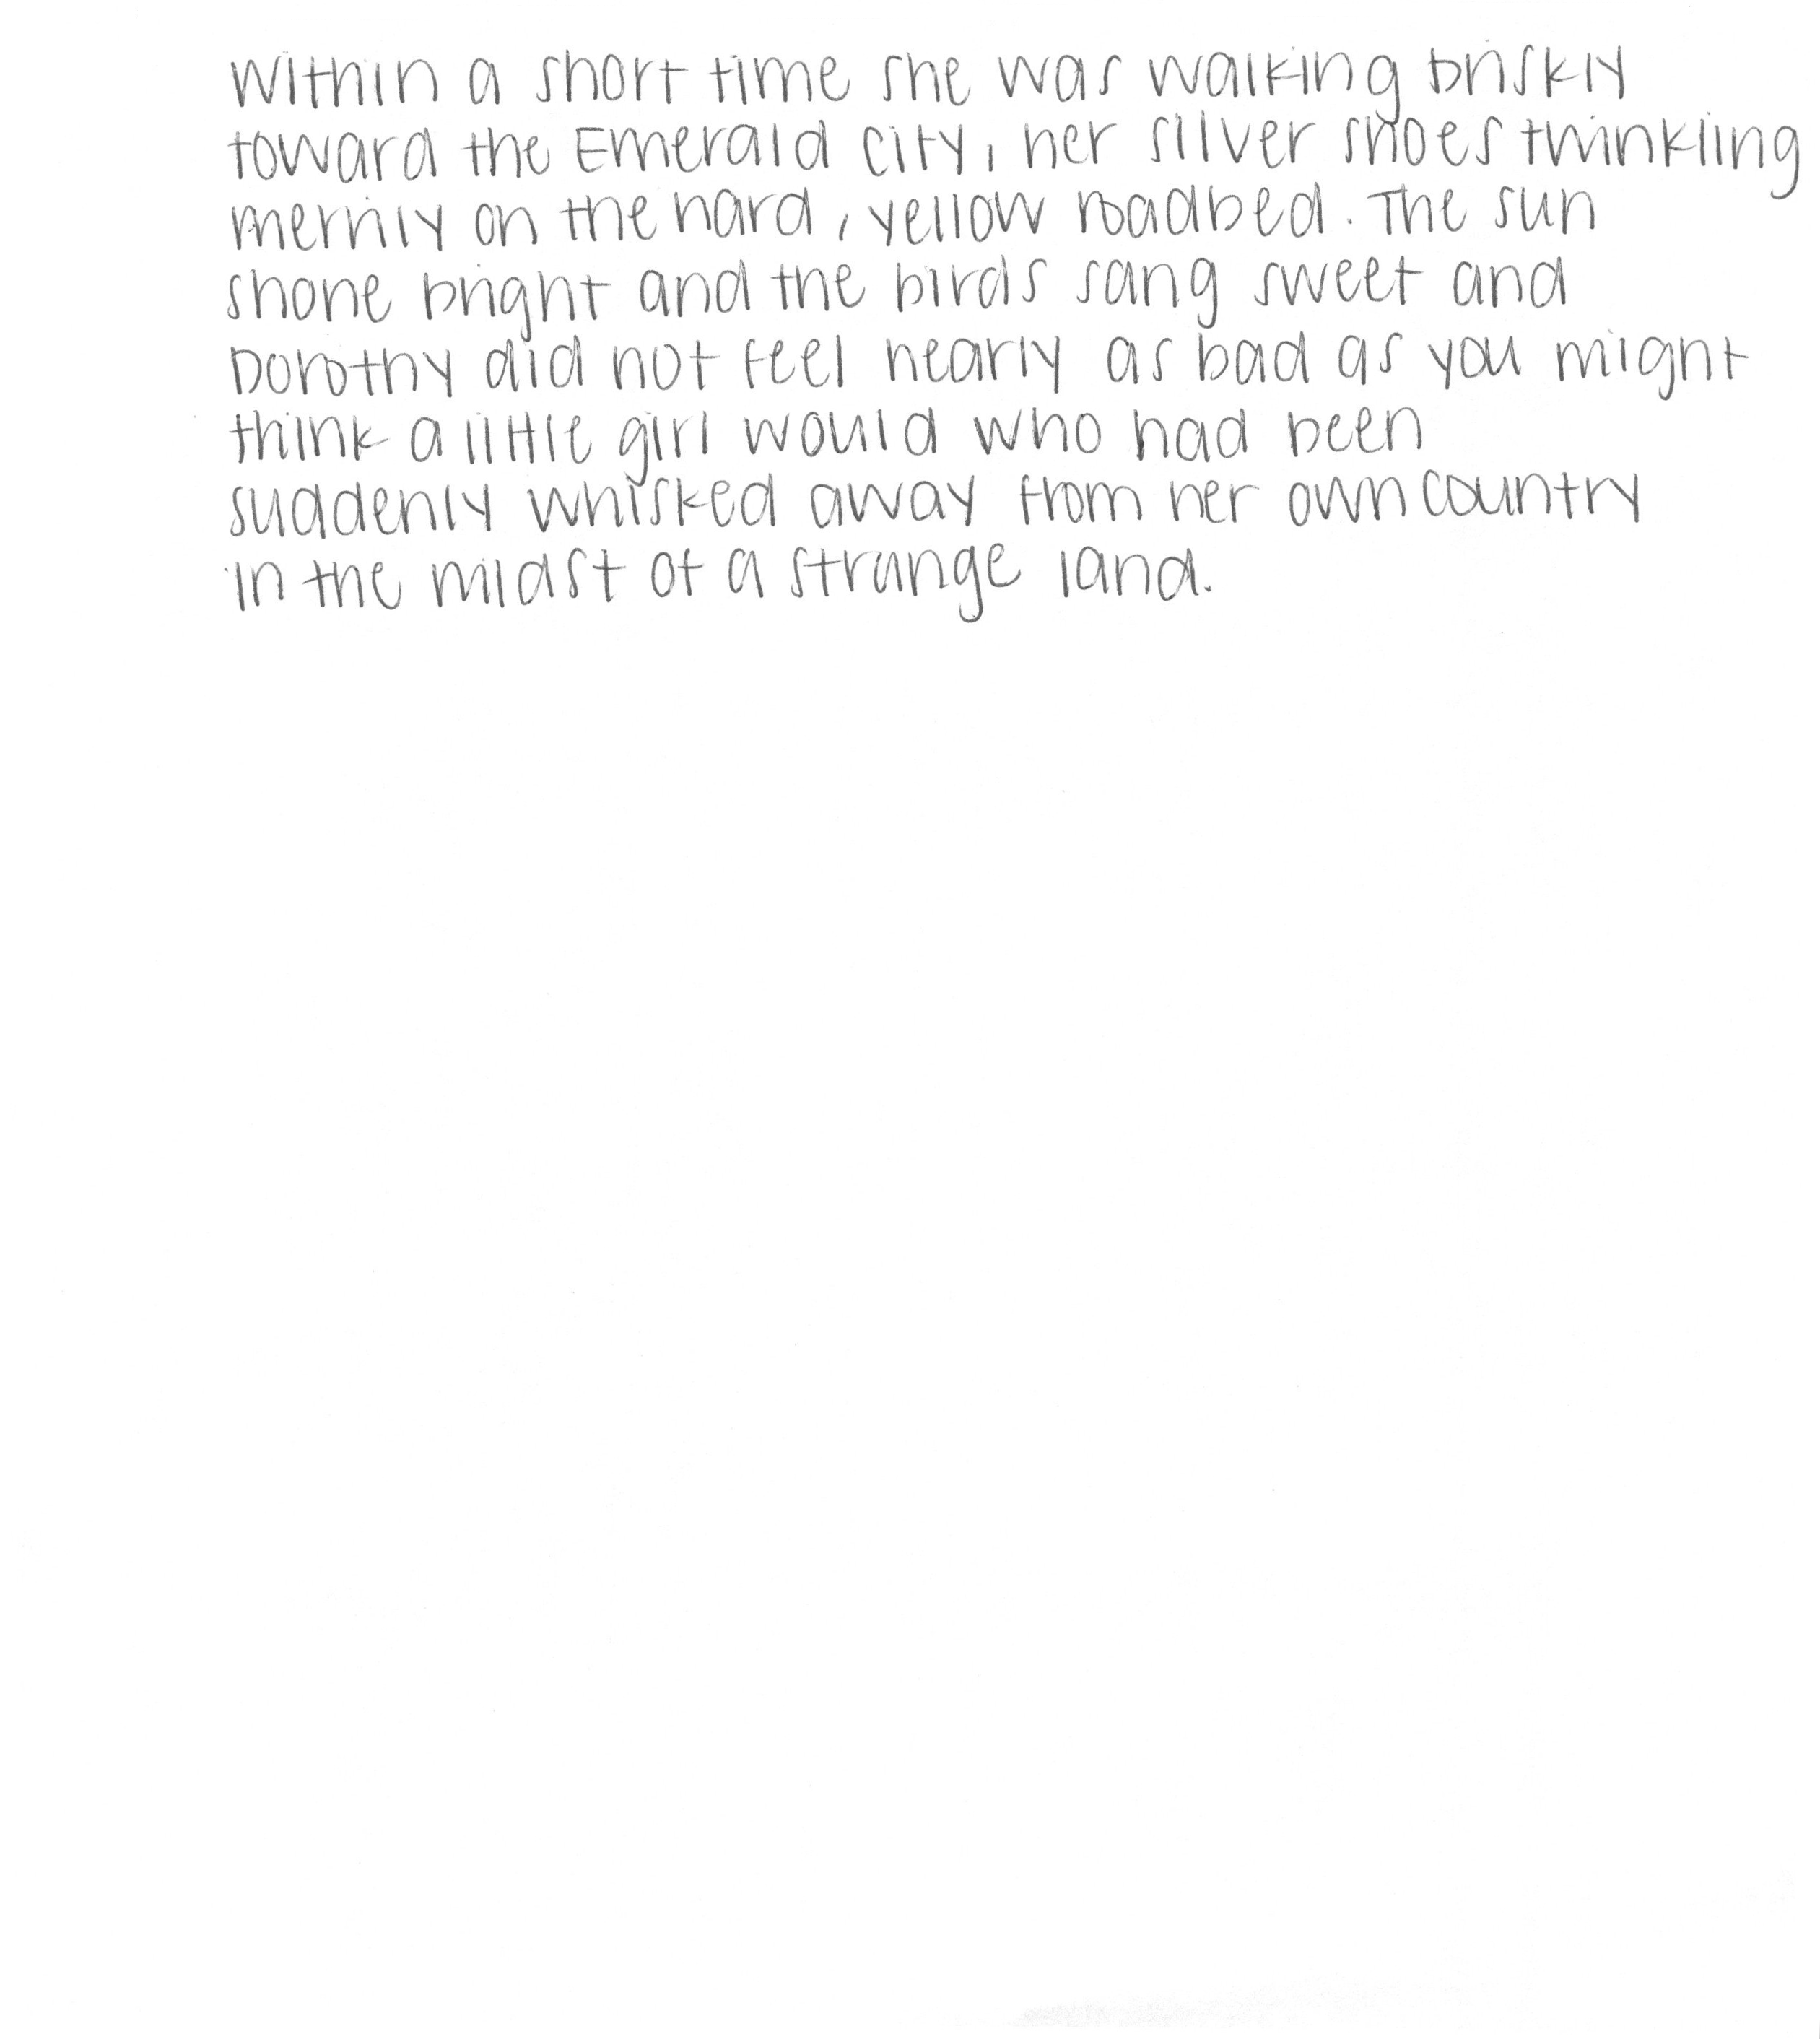 Within a short time she was walking briskly
toward the Emerald City, her silver shoes twinkling
merrily on the hard, yellow roadbed. The sun
shone bright and the birds sang sweet and
Dorothy did not feel nearly as bad as you might
think a little girl would who had been
suddenly whisked away from her own country
in the midst of a strange land.